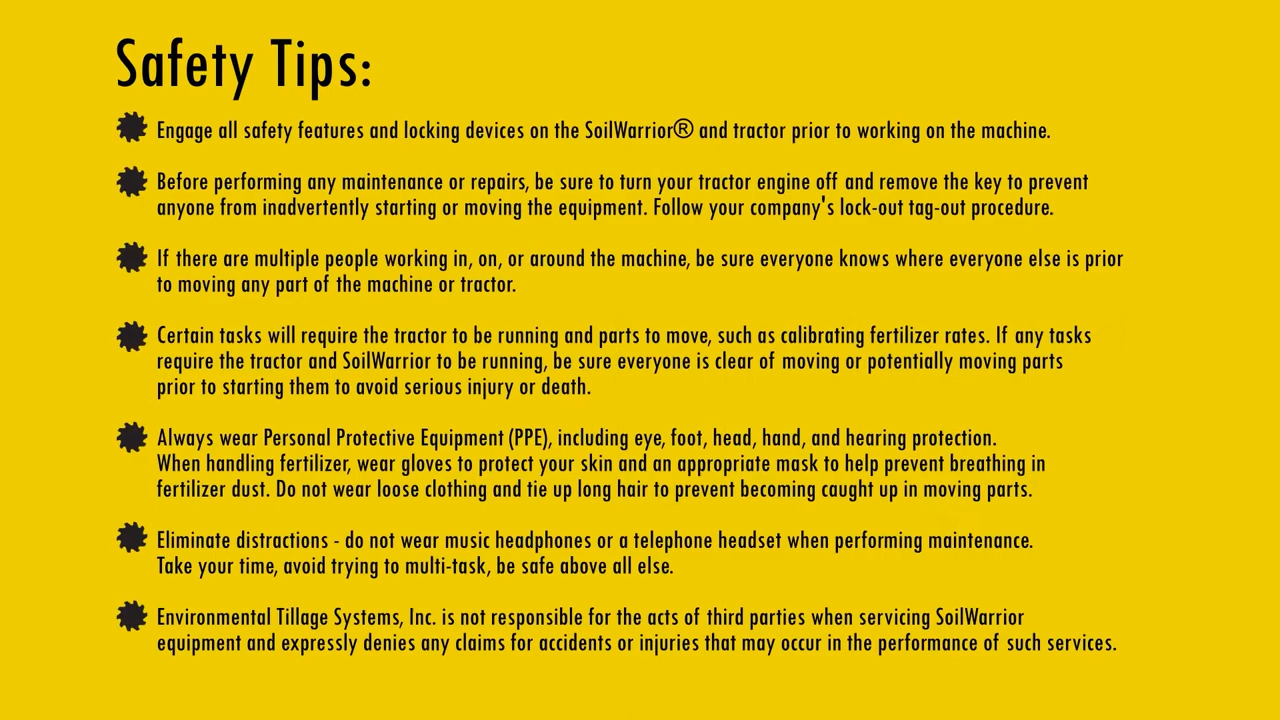 Safety Tips:
Engage all safety features and locking devices on the SoilWarrior® and tractor prior to working on the machine.
Before performing any maintenance or repairs, be sure to turn your tractor engine off and remove the key to prevent
anyone from inadvertently starting or moving the equipment. Follow your company's lock-out tag-out procedure.
If there are multiple people working in, on, or around the machine, be sure everyone knows where everyone else is prior
to moving any part of the machine or tractor.
Certain tasks will require the tractor to be running and parts to move, such as calibrating fertilizer rates. If any tasks
require the tractor and SoilWarrior to be running, be sure everyone is clear of moving or potentially moving parts
prior to starting them to avoid serious injury or death.
Always wear Personal Protective Equipment (PPE), including eye, foot, head, hand, and hearing protection.
When handling fertilizer, wear gloves to protect your skin and an appropriate mask to help prevent breathing in
fertilizer dust. Do not wear loose clothing and tie up long hair to prevent becoming caught up in moving parts.
Eliminate distractions - do not wear music headphones or a telephone headset when performing maintenance.
Take your time, avoid trying to multi-task, be safe above all else.
Environmental Tillage Systems, Inc. is not responsible for the acts of third parties when servicing SoilWarrior
equipment and expressly denies any claims for accidents or injuries that may occur in the performance of such services.